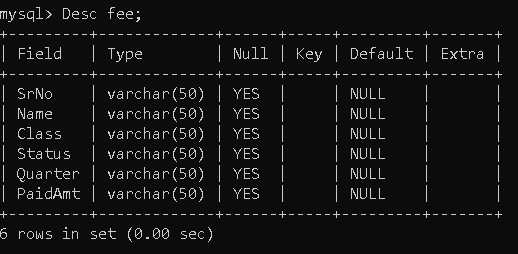 mysql> Desc fee;
+---------+-------------+------+-----+---------+-------+
| Field   | Type        | Null | Key | Default | Extra |
+---------+-------------+------+-----+---------+-------+
| SrNo    | varchar(50) | YES  |     | NULL    |       |
| Name    | varchar(50) | YES  |     | NULL    |       |
| Class   | varchar(50) | YES  |     | NULL    |       |
| Status  | varchar(50) | YES  |     | NULL    |       |
| Quarter | varchar(50) | YES  |     | NULL    |       |
| PaidAmt | varchar(50) | YES  |     | NULL    |       |
+---------+-------------+------+-----+---------+-------+
6 rows in set (0.00 sec)